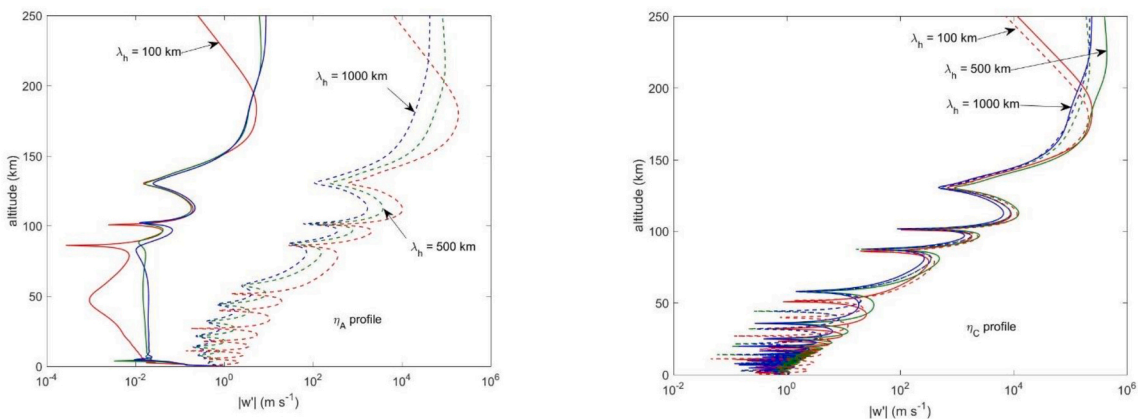 250
200
150
100
50
0
altitude (km)
λh = 100 km
λh = 1000 km
λh = 500 km
ηA profile
10-4
10-2
100
102
104
106
|w'| (m s-1)
250
200
150
100
50
0
altitude (km)
λh = 100 km
λh = 500 km
λh = 1000 km
ηC profile
10-2
100
102
104
106
|w'| (m s-1)